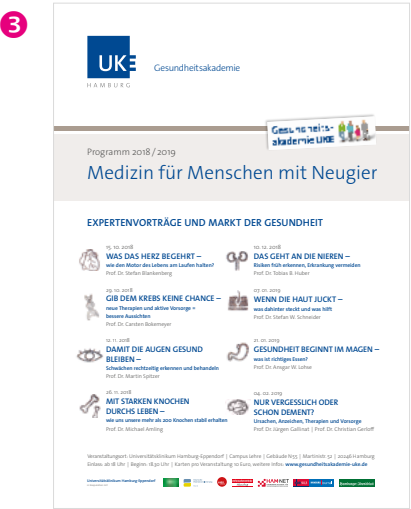 3
UKE
HAMBURG
Gesundheitsakademie
Gesundheits-
akademie UKE
Programm 2018 / 2019
Medizin für Menschen mit Neugier
EXPERTENVORTRÄGE UND MARKT DER GESUNDHEIT
15. 10. 2018
WAS DAS HERZ BEGEHRT –
wie den Motor des Lebens am Laufen halten?
Prof. Dr. Stefan Blankenberg
29. 10. 2018
GIB DEM KREBS KEINE CHANCE –
neue Therapien und aktive Vorsorge =
bessere Aussichten
Prof. Dr. Carsten Bokemeyer
12. 11. 2018
DAMIT DIE AUGEN GESUND
BLEIBEN –
Schwächen rechtzeitig erkennen und behandeln
Prof. Dr. Martin Spitzer
26. 11. 2018
MIT STARKEN KNOCHEN
DURCHS LEBEN –
wie uns unsere mehr als 200 Knochen stabil erhalten
Prof. Dr. Michael Amling
10. 12. 2018
DAS GEHT AN DIE NIEREN –
Risiken früh erkennen, Erkrankung vermeiden
Prof. Dr. Tobias B. Huber
07. 01. 2019
WENN DIE HAUT JUCKT –
was dahinter steckt und was hilft
Prof. Dr. Stefan W. Schneider
21. 01. 2019
GESUNDHEIT BEGINNT IM MAGEN –
was ist richtiges Essen?
Prof. Dr. Ansgar W. Lohse
04. 02. 2019
NUR VERGESSLICH ODER
SCHON DEMENT?
Ursachen, Anzeichen, Therapien und Vorsorge
Prof. Dr. Jürgen Gallinat | Prof. Dr. Christian Gerloff
Veranstaltungsort: Universitätsklinikum Hamburg-Eppendorf | Campus Lehre | Gebäude N55 | Martinistr. 52 | 20246 Hamburg
Einlass: ab 18 Uhr | Beginn: 18.30 Uhr | Karten pro Veranstaltung 10 Euro; weitere Infos: www.gesundheitsakademie-uke.de
Universitätsklinikum Hamburg-Eppendorf
HAMNET
Hamburger Abendblatt